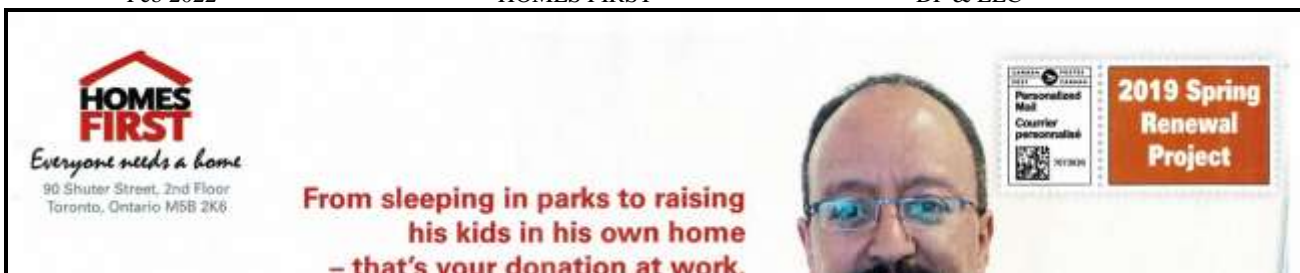 HOMES FIRST
HOMES
FIRST
Everyone needs a home
90 Shuter Street, 2nd Floor
Toronto, Ontario M5B 2K6
From sleeping in parks to raising
his kids in his own home
– that's your donation at work.
Personalized
Mail
Courrier
personnalisé
2019 Spring
Renewal
Project